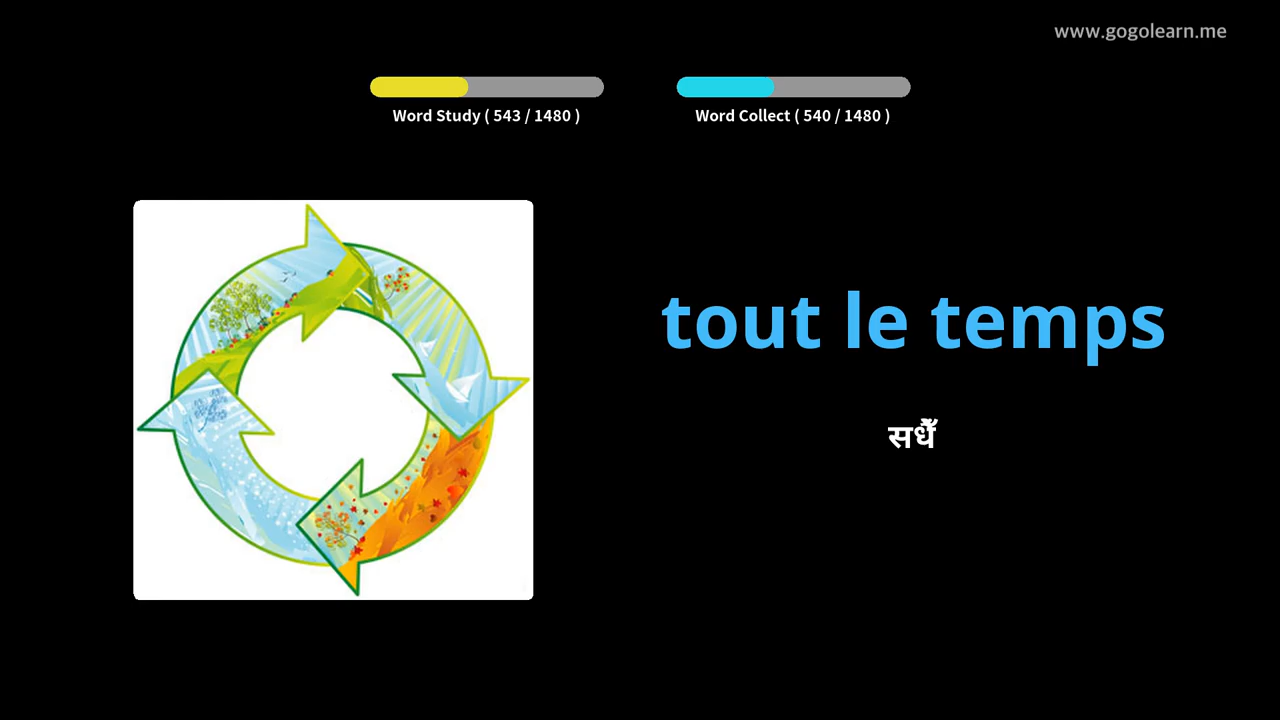 www.gogolearn.me
Word Study ( 543 / 1480 )
Word Collect ( 540 / 1480 )
tout le temps
सधैँ